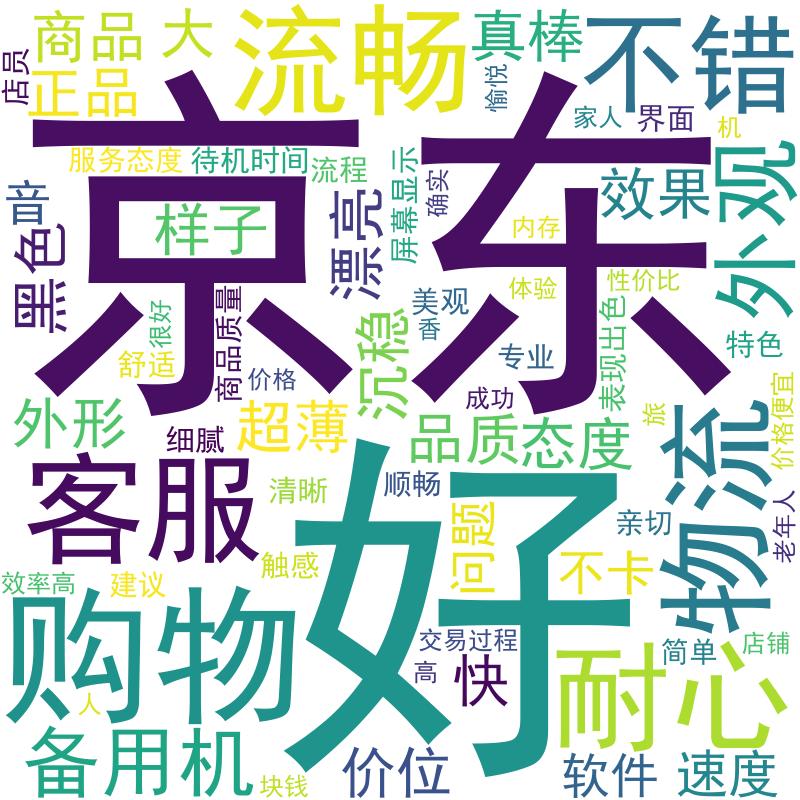 店员
商品
大
流畅
真棒
不错
正品
愉悦
家人
界面
机
京东
服务态度
待机时间
流程
屏幕显示
确实
效果
外观
音
样子
漂亮
内存
黑色
美观
香
体验
性价比
很好
商品质量
沉稳
表现出色
特色
舒适
价格
专业
外形
超薄
成功
旅
价格便宜
细腻
品质
态度
物流
客服
好
清晰
顺畅
问题
亲切
老年人
触感
不卡
效率高
建议
购物
交易过程
简单
店铺
高
快
耐心
人
备用机
价位
软件
速度
块钱